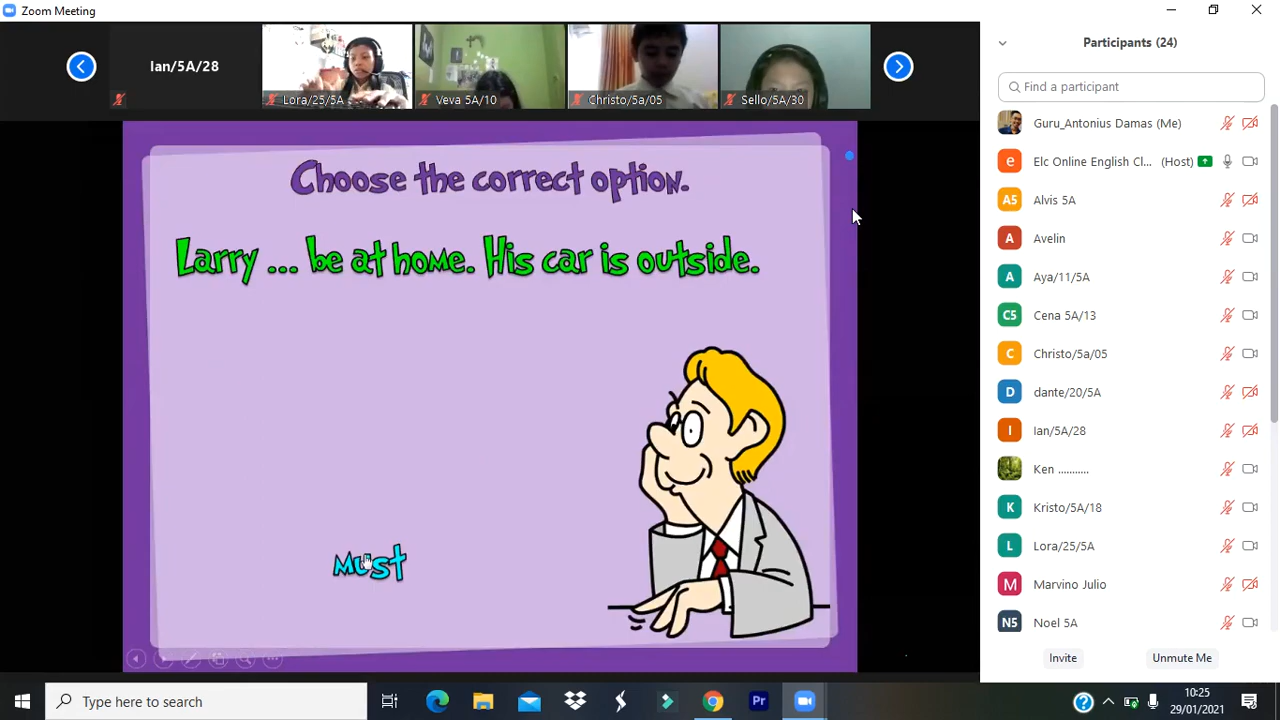 Zoom Meeting
Ian/5A/28
Lora/25/5A
Veva 5A/10
Christo/5a/05
Sello/5A/30
Choose the correct option.
Larry ... be at home. His car is outside.
must
Participants (24)
Find a participant
Guru_Antonius Damas (Me)
e Elc Online English Cl... (Host)
A5 Alvis 5A
A Avelin
A Aya/11/5A
C5 Cena 5A/13
C Christo/5a/05
D dante/20/5A
I Ian/5A/28
Ken ...........
K Kristo/5A/18
L Lora/25/5A
M Marvino Julio
N5 Noel 5A
Invite
Unmute Me
Type here to search
Pr
10:25
29/01/2021